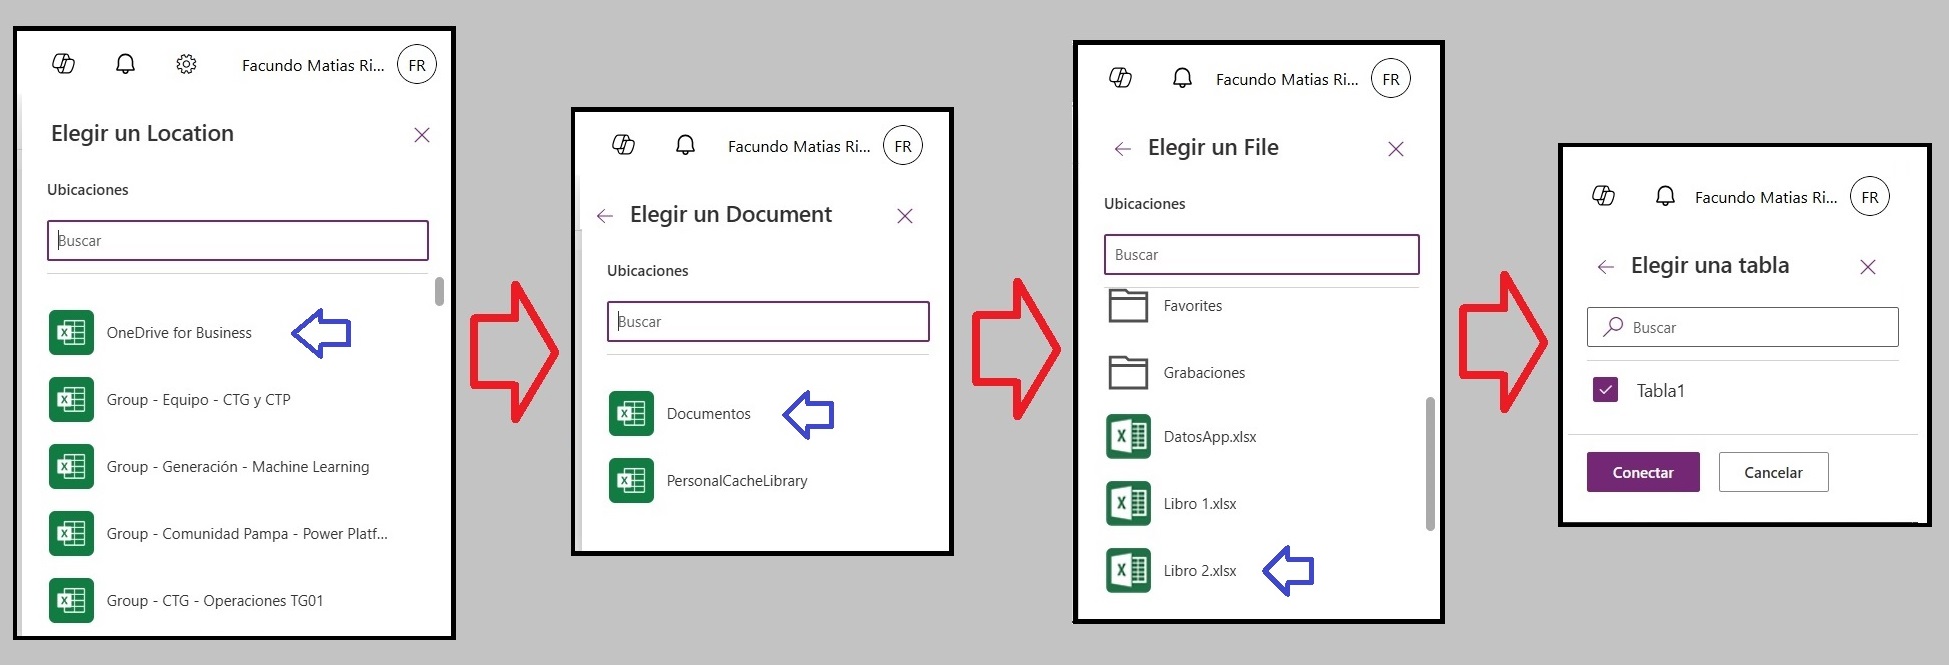 Facundo Matias Ri...
FR
Elegir un Location
Ubicaciones
Buscar
OneDrive for Business
Group - Equipo - CTG y CTP
Group - Generación - Machine Learning
Group - Comunidad Pampa - Power Platf...
Group - CTG - Operaciones TG01
Facundo Matias Ri...
FR
Elegir un Document
Ubicaciones
Buscar
Documentos
PersonalCacheLibrary
Facundo Matias Ri...
FR
Elegir un File
Ubicaciones
Buscar
Favorites
Grabaciones
DatosApp.xlsx
Libro 1.xlsx
Libro 2.xlsx
Facundo Matias Ri...
FR
Elegir una tabla
Buscar
Tabla1
Conectar
Cancelar